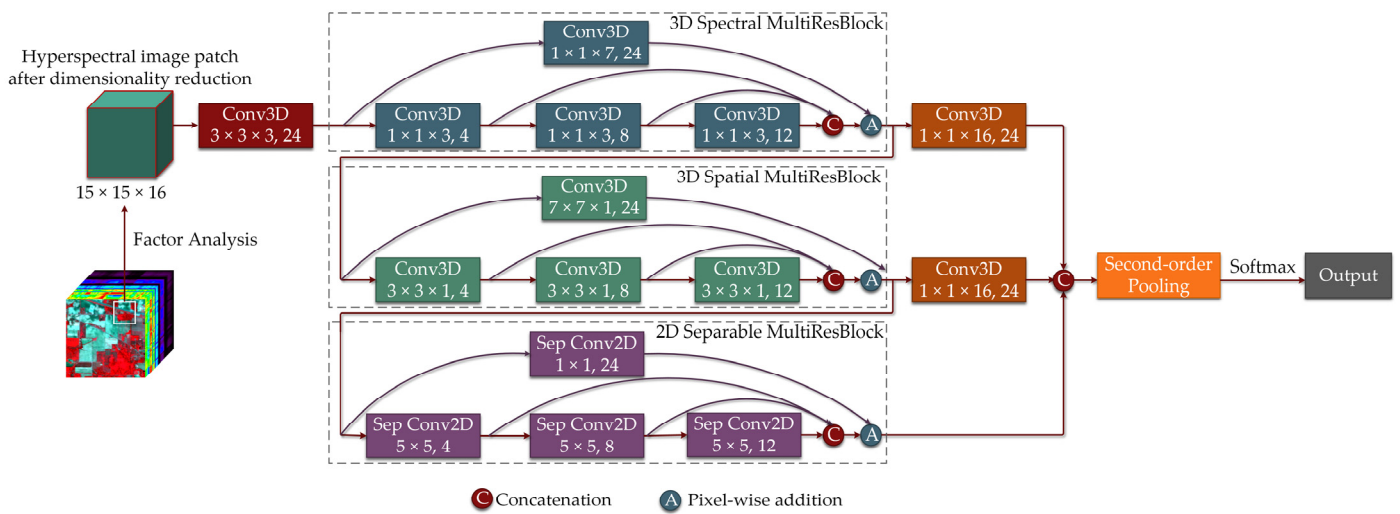 3D Spectral MultiResBlock
Conv3D
1 × 1 × 7, 24
Hyperspectral image patch
after dimensionality reduction
Conv3D
3 × 3 × 3, 24
Conv3D
1 × 1 × 3, 4
Conv3D
1 × 1 × 3, 8
Conv3D
1 × 1 × 3, 12
C
A
Conv3D
1 × 1 × 16, 24
15 × 15 × 16
Factor Analysis
3D Spatial MultiResBlock
Conv3D
7 × 7 × 1, 24
Conv3D
3 × 3 × 1, 4
Conv3D
3 × 3 × 1, 8
Conv3D
3 × 3 × 1, 12
C
A
Conv3D
1 × 1 × 16, 24
C
Second-order
Pooling
Softmax
Output
2D Separable MultiResBlock
Sep Conv2D
1 × 1, 24
Sep Conv2D
5 × 5, 4
Sep Conv2D
5 × 5, 8
Sep Conv2D
5 × 5, 12
C
A
C Concatenation
A Pixel-wise addition